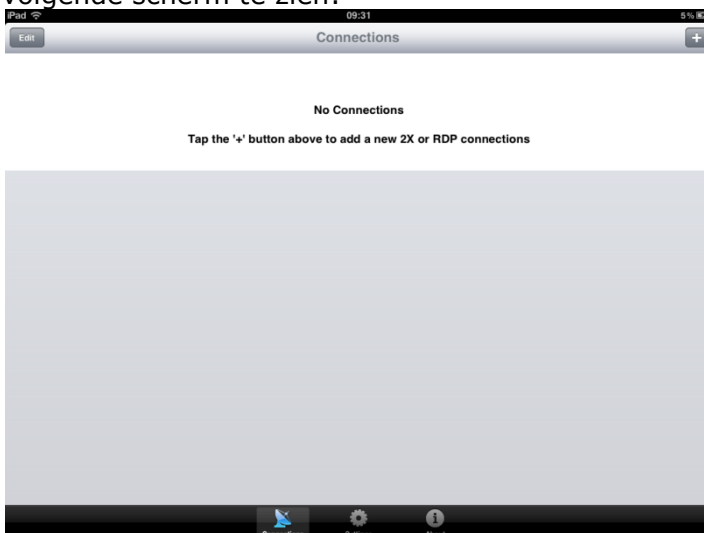 volgende scherm te zien:
iPad 09:31 5%
Edit Connections +
No Connections
Tap the '+' button above to add a new 2X or RDP connections